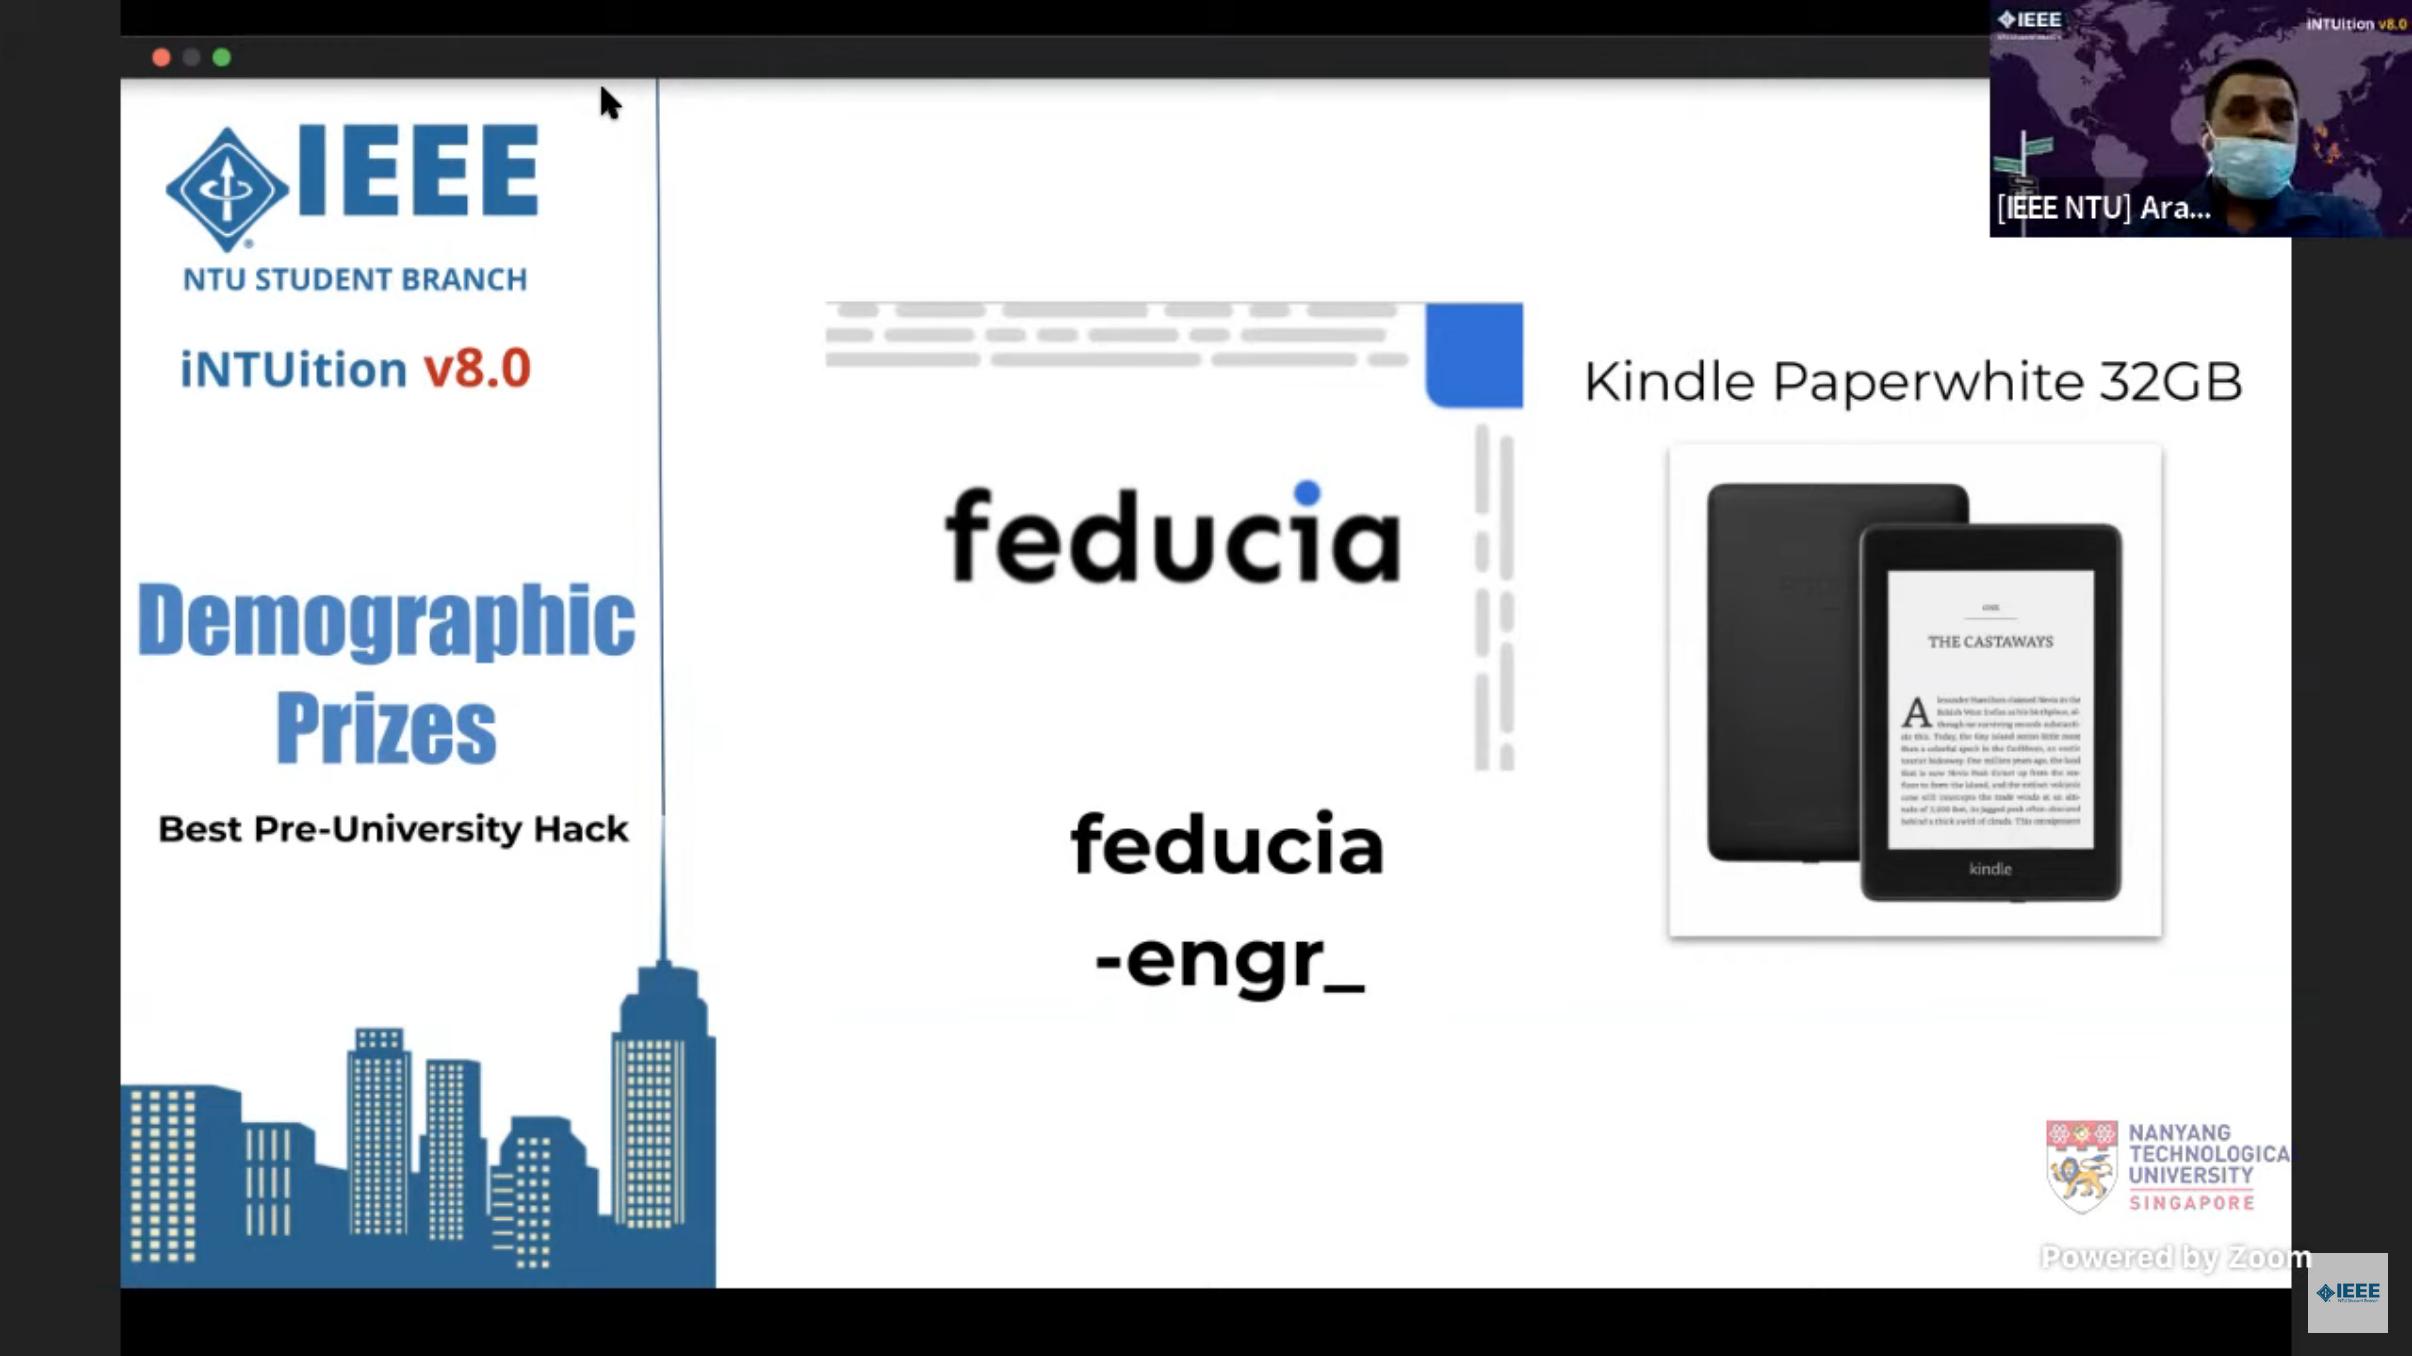 IEEE
iNTUition v8.0
[IEEE NTU] Ara...
IEEE
NTU STUDENT BRANCH
iNTUition v8.0
Demographic
Prizes
Best Pre-University Hack
feducia
feducia
-engr_
Kindle Paperwhite 32GB
ONE
THE CASTAWAYS
kindle
NANYANG
TECHNOLOGICA
UNIVERSITY
SINGAPORE
Powered by Zoom
IEEE